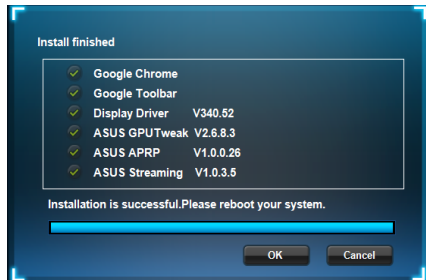 Install finished
Google Chrome
Google Toolbar
Display Driver V340.52
ASUS GPUTweak V2.6.8.3
ASUS APRP V1.0.0.26
ASUS Streaming V1.0.3.5
Installation is successful.Please reboot your system.
OK Cancel